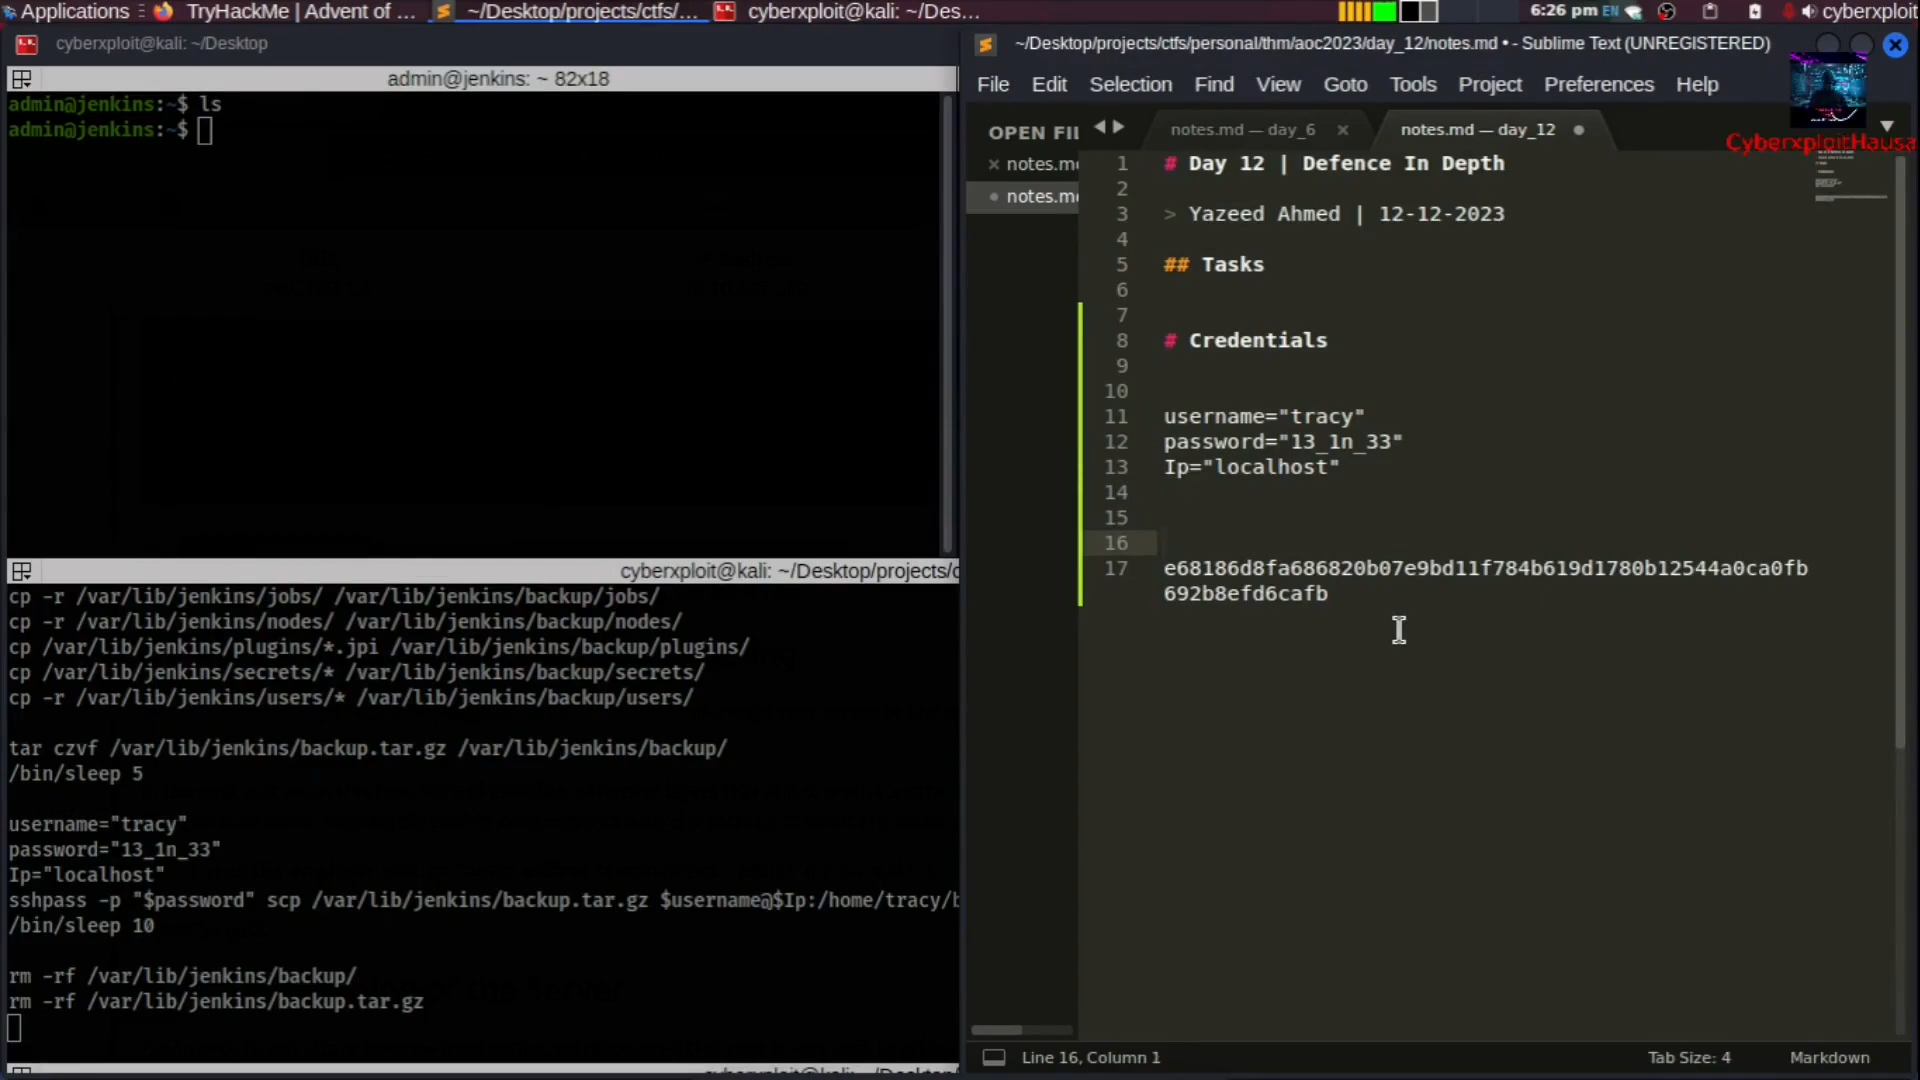 Applications
TryHackMe | Advent of ...
~/Desktop/projects/ctfs/...
cyberxploit@kali: ~/Des...
6:26 pm EN
cyberxploit
cyberxploit@kali: ~/Desktop
admin@jenkins: ~ 82x18
admin@jenkins:~$ ls
admin@jenkins:~$
cyberxploit@kali: ~/Desktop/projects/c
cp -r /var/lib/jenkins/jobs/ /var/lib/jenkins/backup/jobs/
cp -r /var/lib/jenkins/nodes/ /var/lib/jenkins/backup/nodes/
cp /var/lib/jenkins/plugins/*.jpi /var/lib/jenkins/backup/plugins/
cp /var/lib/jenkins/secrets/* /var/lib/jenkins/backup/secrets/
cp -r /var/lib/jenkins/users/* /var/lib/jenkins/backup/users/
tar czvf /var/lib/jenkins/backup.tar.gz /var/lib/jenkins/backup/
/bin/sleep 5
username="tracy"
password="13_1n_33"
Ip="localhost"
sshpass -p "$password" scp /var/lib/jenkins/backup.tar.gz $username@$Ip:/home/tracy/b
/bin/sleep 10
rm -rf /var/lib/jenkins/backup/
rm -rf /var/lib/jenkins/backup.tar.gz
~/Desktop/projects/ctfs/personal/thm/aoc2023/day_12/notes.md • - Sublime Text (UNREGISTERED)
File Edit Selection Find View Goto Tools Project Preferences Help
CyberxploitHausa
OPEN FIL
notes.md — day_6
notes.md — day_12
notes.md
notes.md
1 # Day 12 | Defence In Depth
2
3 > Yazeed Ahmed | 12-12-2023
4
5 ## Tasks
6
7
8 # Credentials
9
10
11 username="tracy"
12 password="13_1n_33"
13 Ip="localhost"
14
15
16
17 e68186d8fa686820b07e9bd11f784b619d1780b12544a0ca0fb
692b8efd6cafb
Line 16, Column 1
Tab Size: 4
Markdown